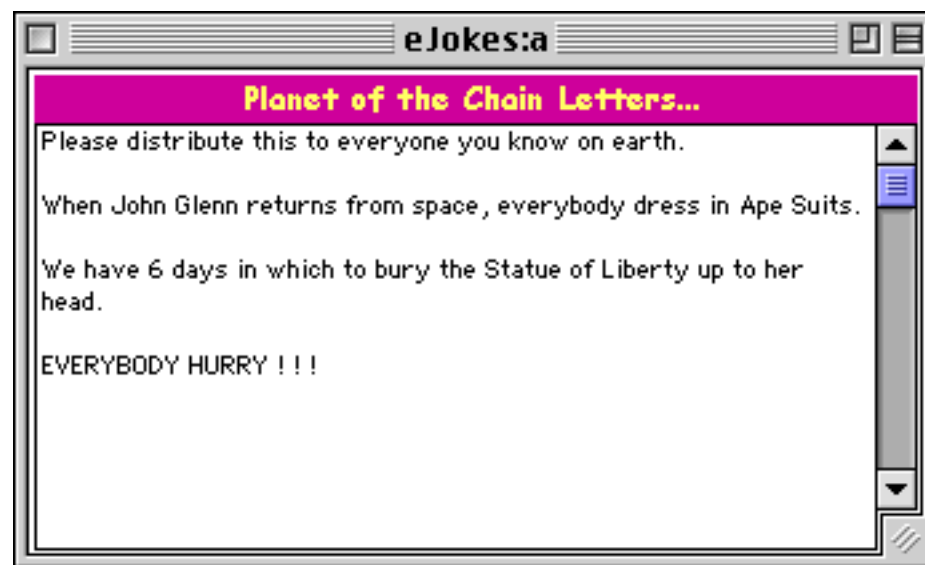 eJokes:a
Planet of the Chain Letters...
Please distribute this to everyone you know on earth.
When John Glenn returns from space, everybody dress in Ape Suits.
We have 6 days in which to bury the Statue of Liberty up to her
head.
EVERYBODY HURRY ! ! !